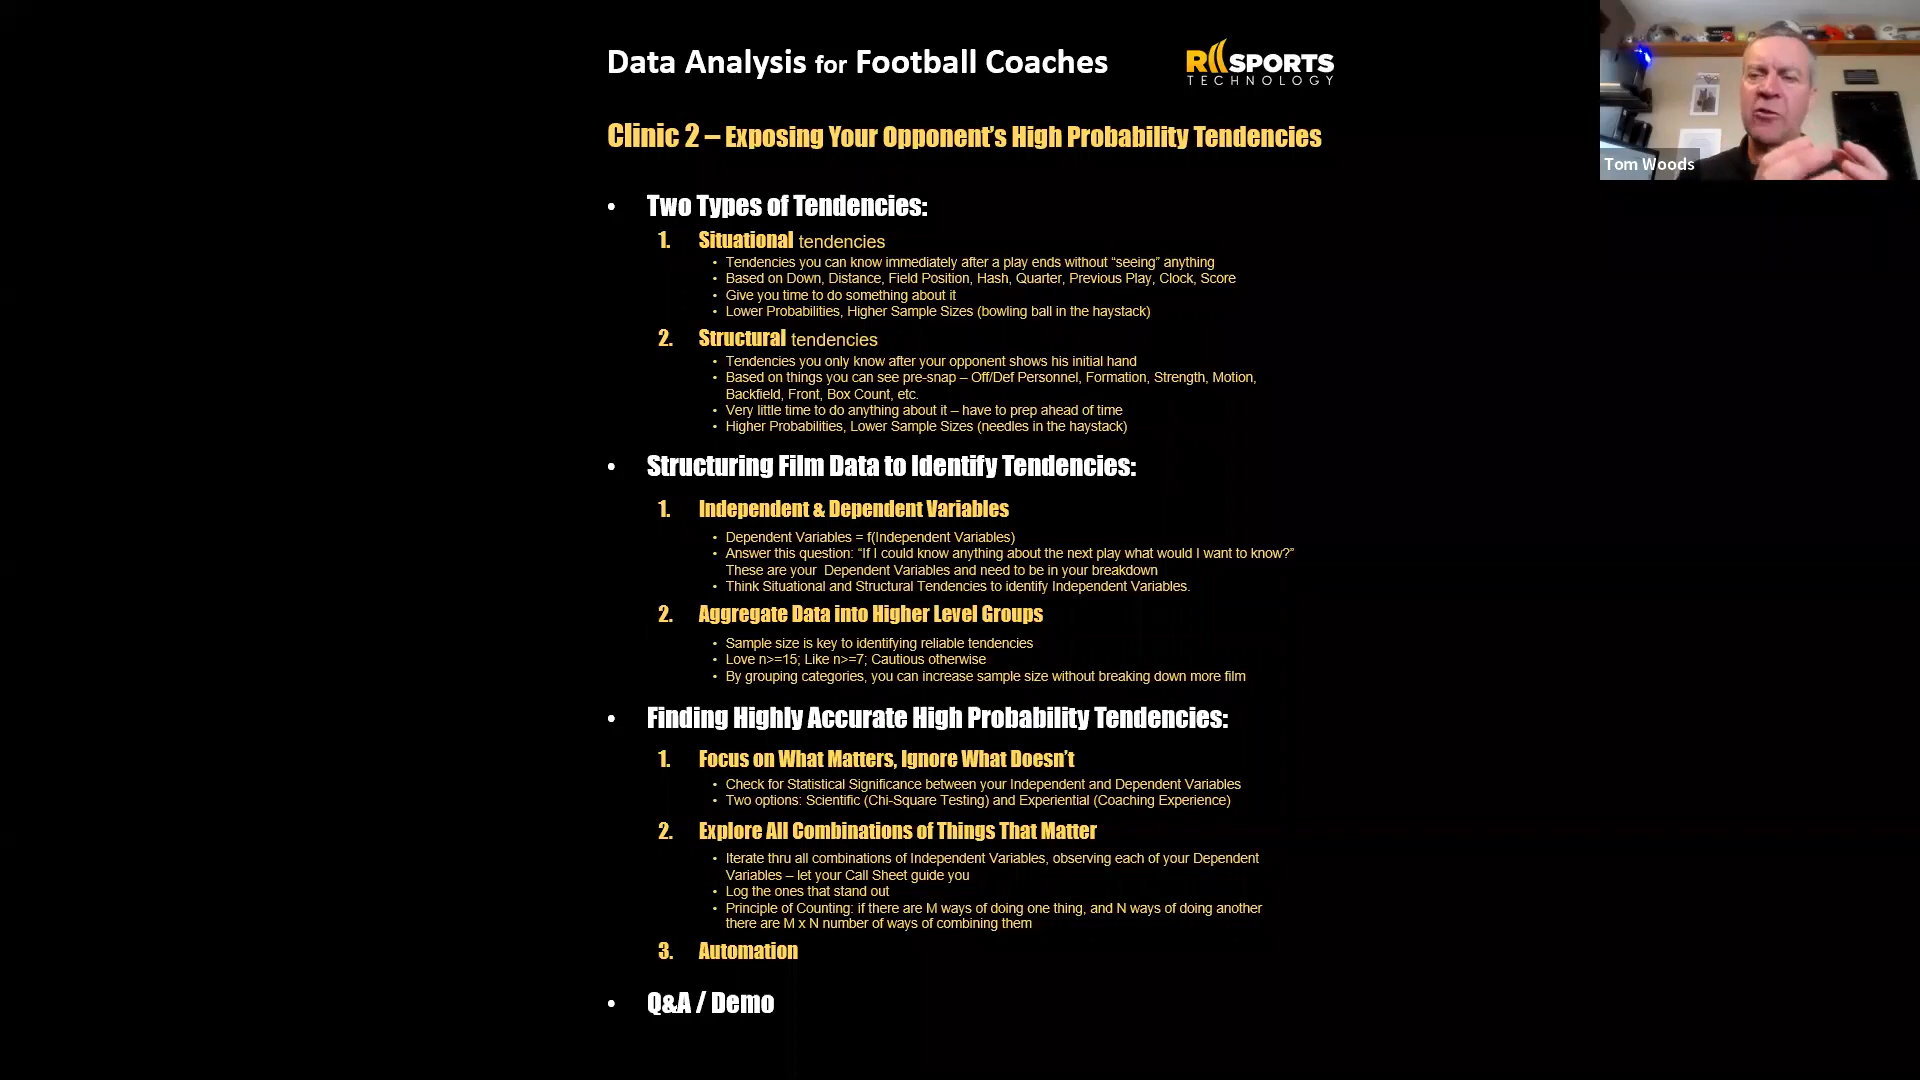 Data Analysis for Football Coaches
RII SPORTS
TECHNOLOGY
Tom Woods
Clinic 2 – Exposing Your Opponent's High Probability Tendencies
• Two Types of Tendencies:
1. Situational tendencies
• Tendencies you can know immediately after a play ends without “seeing” anything
• Based on Down, Distance, Field Position, Hash, Quarter, Previous Play, Clock, Score
• Give you time to do something about it
• Lower Probabilities, Higher Sample Sizes (bowling ball in the haystack)
2. Structural tendencies
• Tendencies you only know after your opponent shows his initial hand
• Based on things you can see pre-snap – Off/Def Personnel, Formation, Strength, Motion,
Backfield, Front, Box Count, etc.
• Very little time to do anything about it – have to prep ahead of time
• Higher Probabilities, Lower Sample Sizes (needles in the haystack)
• Structuring Film Data to Identify Tendencies:
1. Independent & Dependent Variables
• Dependent Variables = f(Independent Variables)
• Answer this question: “If I could know anything about the next play what would I want to know?”
These are your Dependent Variables and need to be in your breakdown
• Think Situational and Structural Tendencies to identify Independent Variables.
2. Aggregate Data into Higher Level Groups
• Sample size is key to identifying reliable tendencies
• Love n>=15; Like n>=7; Cautious otherwise
• By grouping categories, you can increase sample size without breaking down more film
• Finding Highly Accurate High Probability Tendencies:
1. Focus on What Matters, Ignore What Doesn't
• Check for Statistical Significance between your Independent and Dependent Variables
• Two options: Scientific (Chi-Square Testing) and Experiential (Coaching Experience)
2. Explore All Combinations of Things That Matter
• Iterate thru all combinations of Independent Variables, observing each of your Dependent
Variables – let your Call Sheet guide you
• Log the ones that stand out
• Principle of Counting: if there are M ways of doing one thing, and N ways of doing another
there are M x N number of ways of combining them
3. Automation
• Q&A / Demo